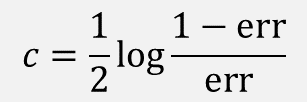 c = 1/2 log (1 − err)/err